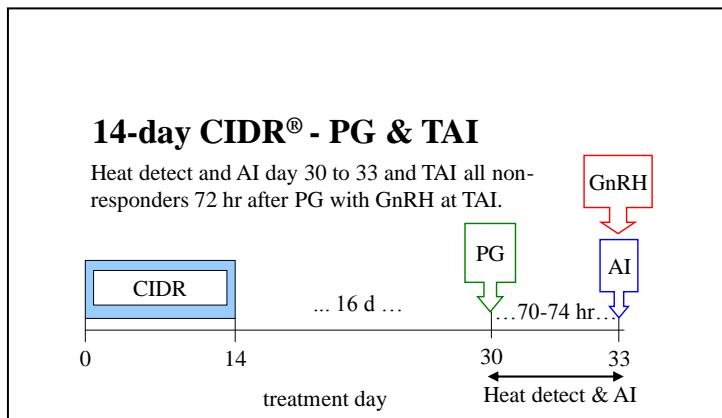 14-day CIDR® - PG & TAI
Heat detect and AI day 30 to 33 and TAI all non-
responders 72 hr after PG with GnRH at TAI.
GnRH
PG
AI
CIDR
... 16 d …
…70-74 hr…
0
14
30
33
treatment day
Heat detect & AI